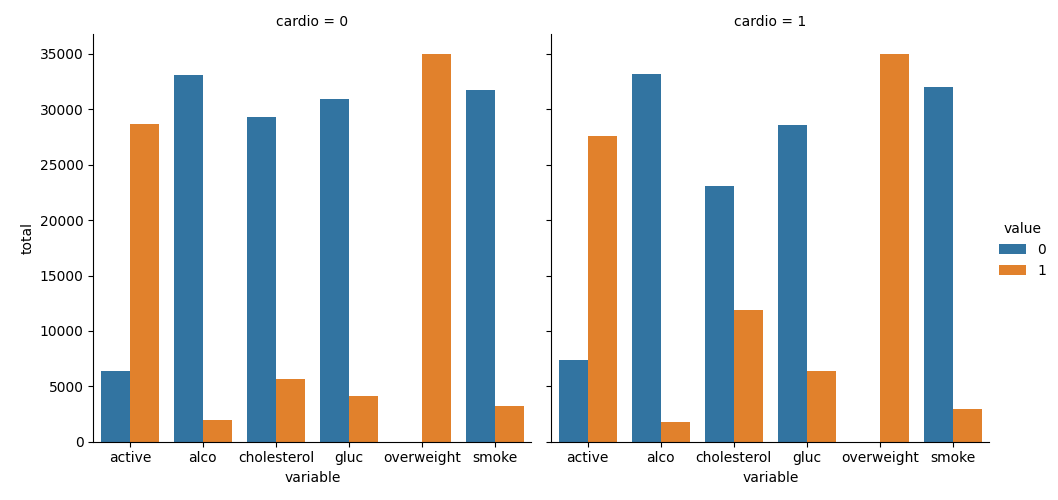 cardio = 0
cardio = 1
total
35000
30000
25000
20000
15000
10000
5000
0
active alco cholesterol gluc overweight smoke
variable
active alco cholesterol gluc overweight smoke
variable
value
0
1